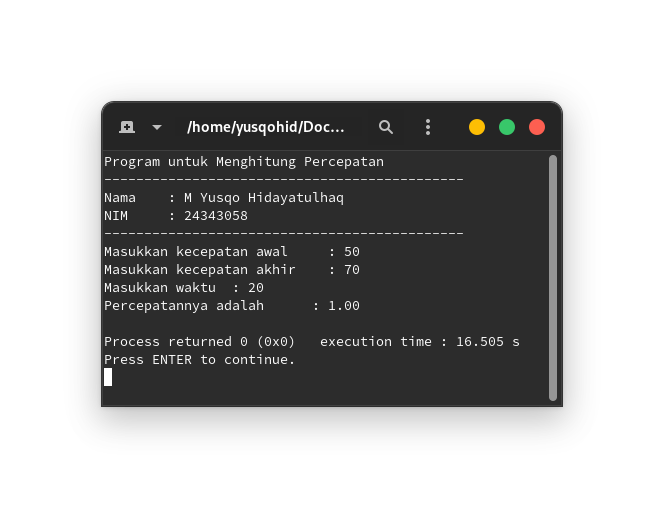 /home/yusqohid/Doc...
Program untuk Menghitung Percepatan
---------------------------------------------
Nama    : M Yusqo Hidayatulhaq
NIM     : 24343058
---------------------------------------------
Masukkan kecepatan awal     : 50
Masukkan kecepatan akhir    : 70
Masukkan waktu  : 20
Percepatannya adalah      : 1.00
Process returned 0 (0x0)   execution time : 16.505 s
Press ENTER to continue.